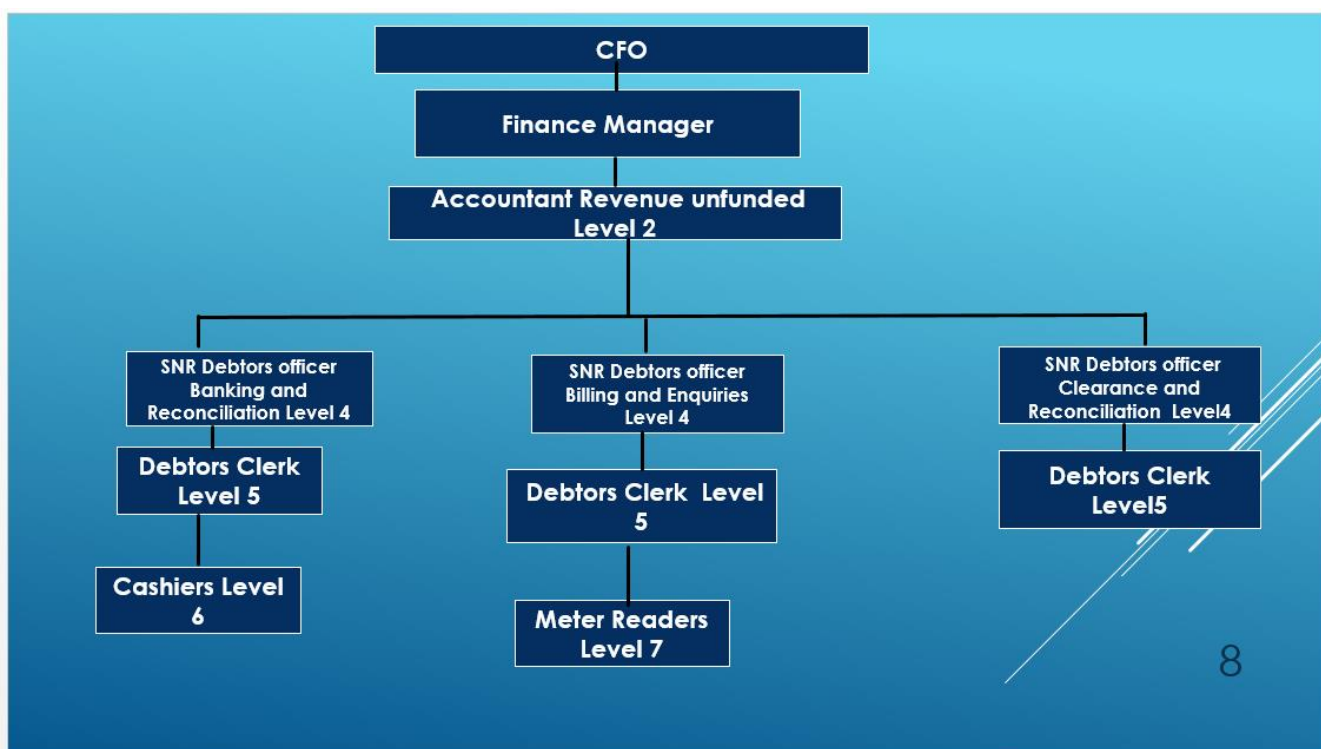 CFO
Finance Manager
Accountant Revenue unfunded
Level 2
SNR Debtors officer
Banking and
Reconciliation Level 4
SNR Debtors officer
Billing and Enquiries
Level 4
SNR Debtors officer
Clearance and
Reconciliation Level4
Debtors Clerk
Level 5
Debtors Clerk Level
5
Debtors Clerk
Level5
Cashiers Level
6
Meter Readers
Level 7
8